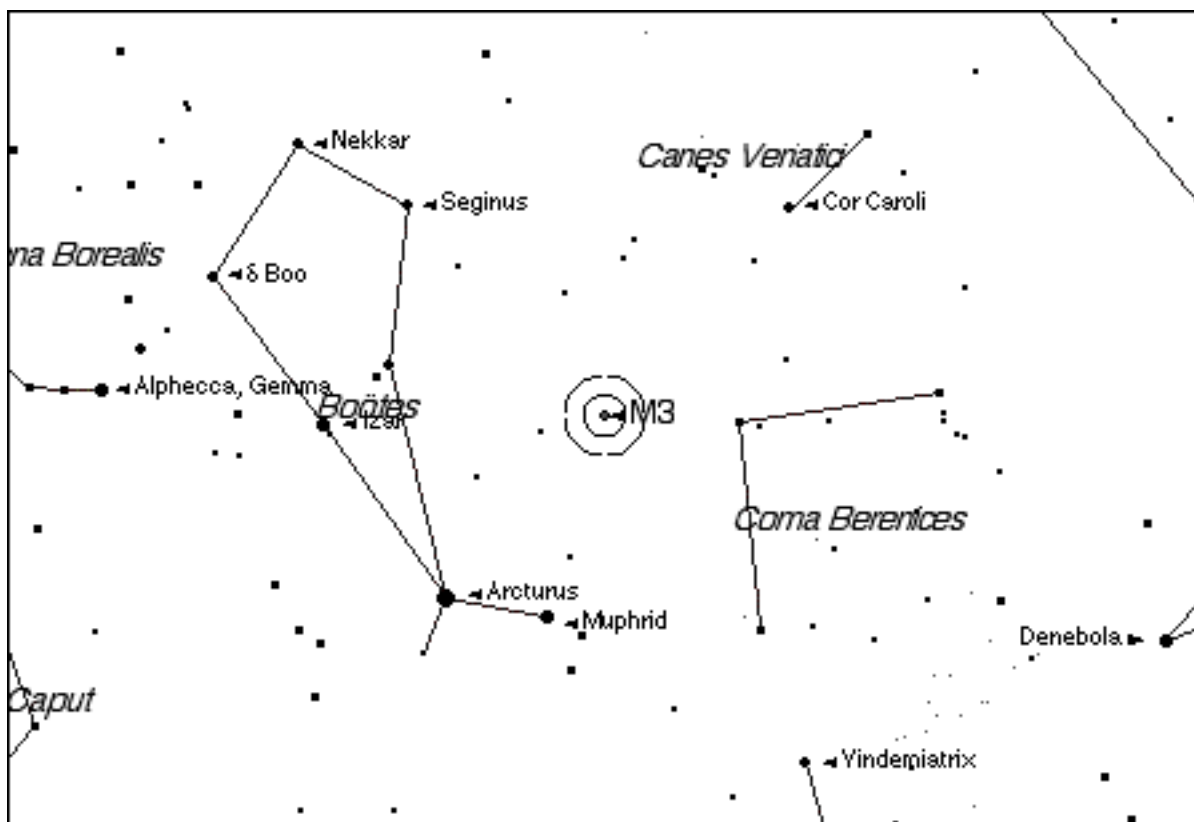 Nekkar
Canes Venatici
Seginus
Cor Caroli
na Borealis
δ Boo
Alphecca, Gemma
Boötes
Izar
M3
Coma Berenices
Arcturus
Muphrid
Denebola
Caput
Vindemiatrix